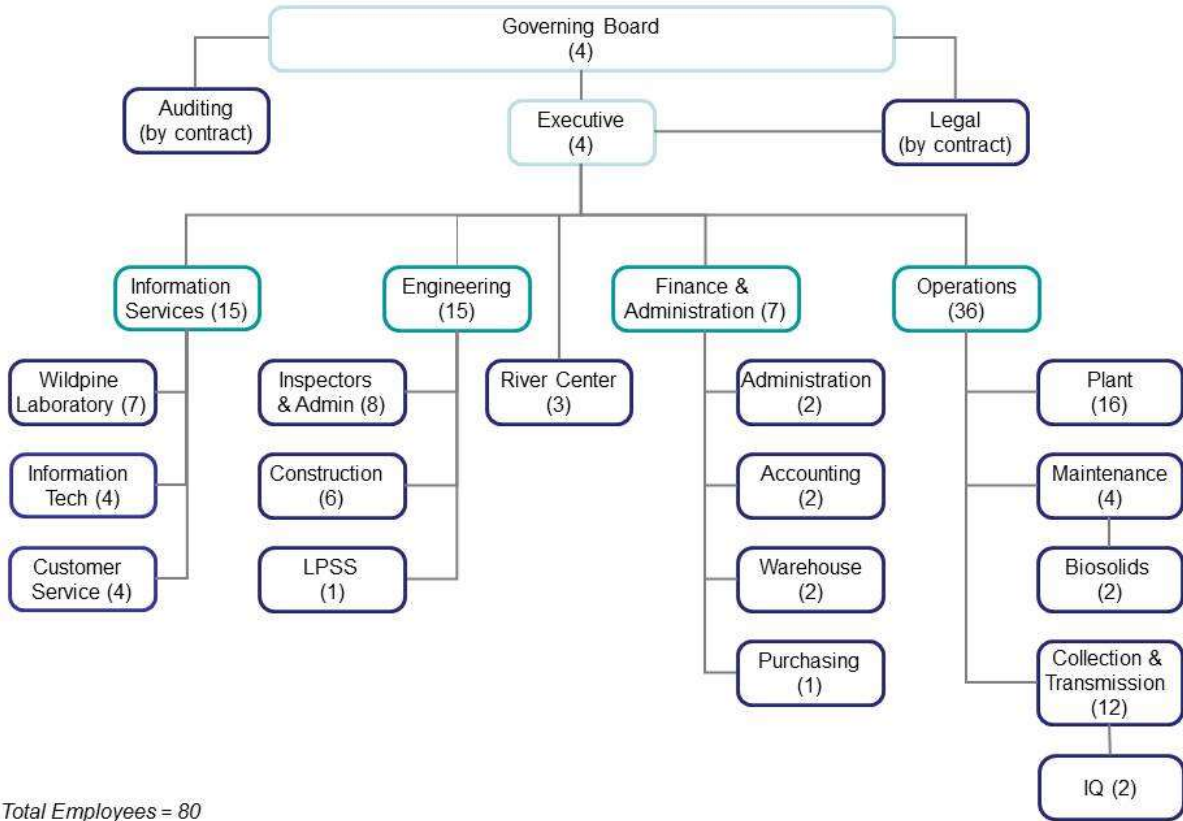 Governing Board
(4)
Auditing
(by contract)
Executive
(4)
Legal
(by contract)
Information
Services (15)
Engineering
(15)
Finance &
Administration (7)
Operations
(36)
Wildpine
Laboratory (7)
Inspectors
& Admin (8)
River Center
(3)
Administration
(2)
Plant
(16)
Information
Tech (4)
Construction
(6)
Accounting
(2)
Maintenance
(4)
Customer
Service (4)
LPSS
(1)
Warehouse
(2)
Biosolids
(2)
Purchasing
(1)
Collection &
Transmission
(12)
IQ (2)
Total Employees = 80